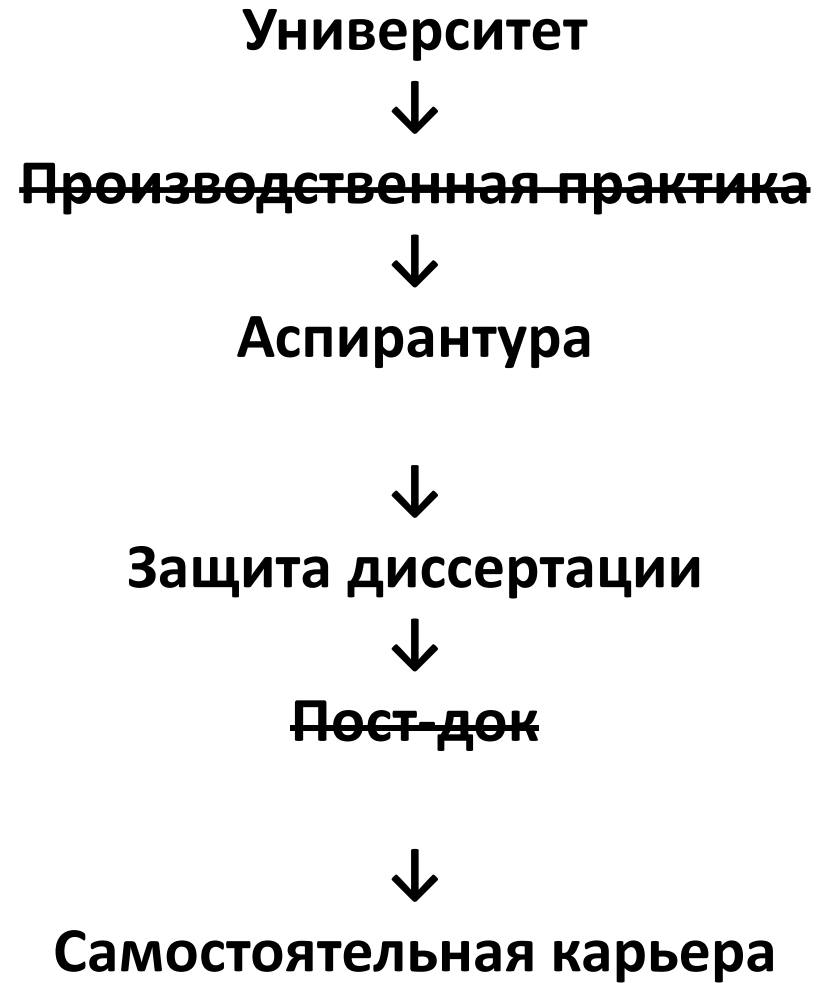 Университет
↓
Производственная практика
↓
Аспирантура
↓
Защита диссертации
↓
Пост-док
↓
Самостоятельная карьера